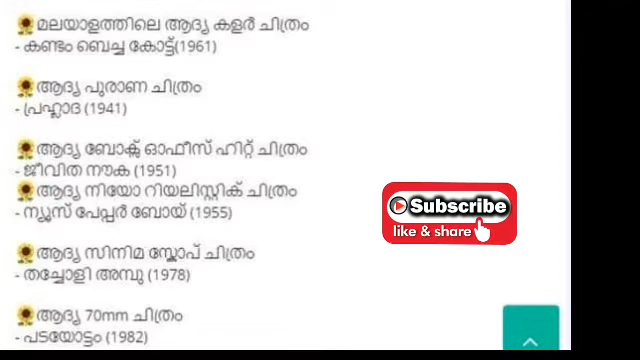 മലയാളത്തിലെ ആദ്യ കളർ ചിത്രം
- കണ്ടം ബെച്ച കോട്ട്(1961)
ആദ്യ പുരാണ ചിത്രം
- പ്രഹ്ലാദ (1941)
ആദ്യ ബോക്സ് ഓഫീസ് ഹിറ്റ് ചിത്രം
- ജീവിത നൗക (1951)
ആദ്യ നിയോ റിയലിസ്റ്റിക് ചിത്രം
- ന്യൂസ് പേപ്പർ ബോയ് (1955)
ആദ്യ സിനിമ സ്കോപ് ചിത്രം
- തച്ചോളി അമ്പു (1978)
ആദ്യ 70mm ചിത്രം
- പടയോട്ടം (1982)
Subscribe
like & share